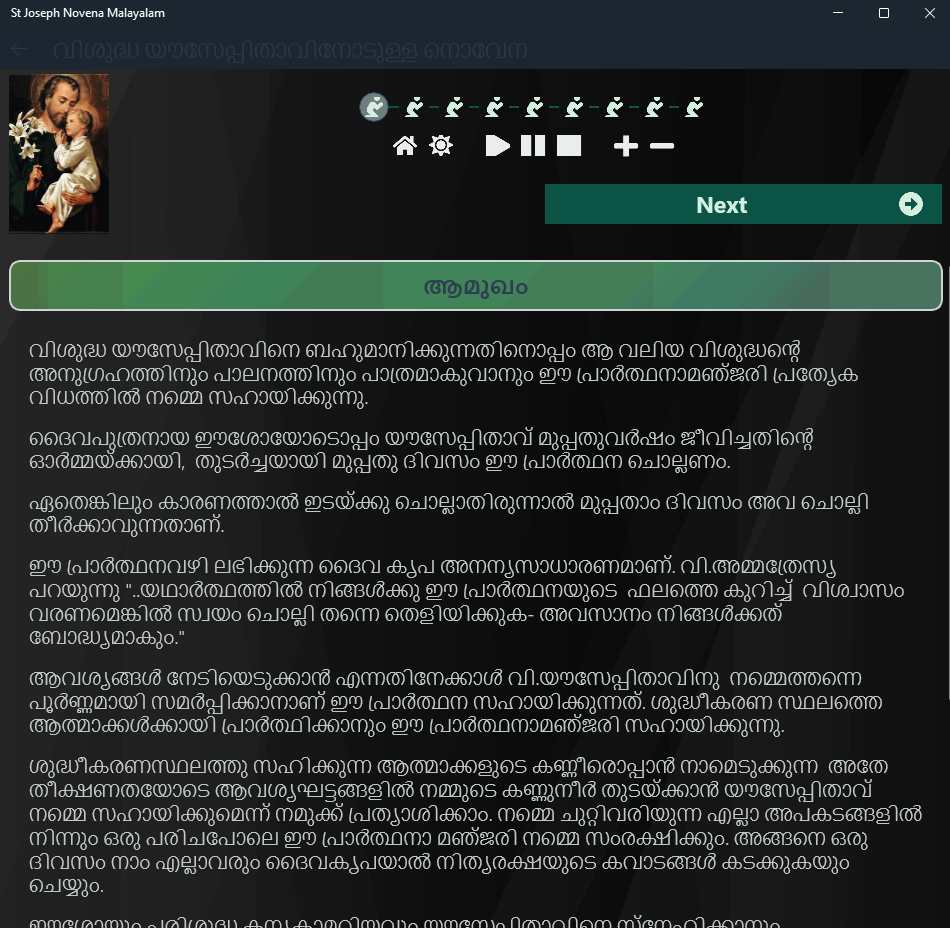 St Joseph Novena Malayalam
വിശുദ്ധ യൗസേപ്പിതാവിനോടുള്ള നൊവേന
Next
ആമുഖം
വിശുദ്ധ യൗസേപ്പിതാവിനെ ബഹുമാനിക്കുന്നതിനൊപ്പം ആ വലിയ വിശുദ്ധന്റെ
അനുഗ്രഹത്തിനും പാലനത്തിനും പാത്രമാകുവാനും ഈ പ്രാർത്ഥനാമഞ്ജരി പ്രത്യേക
വിധത്തിൽ നമ്മെ സഹായിക്കുന്നു.
ദൈവപുത്രനായ ഈശോയോടൊപ്പം യൗസേപ്പിതാവ് മുപ്പതുവർഷം ജീവിച്ചതിന്റെ
ഓർമ്മയ്ക്കായി, തുടർച്ചയായി മുപ്പതു ദിവസം ഈ പ്രാർത്ഥന ചൊല്ലണം.
ഏതെങ്കിലും കാരണത്താൽ ഇടയ്ക്കു ചൊല്ലാതിരുന്നാൽ മുപ്പതാം ദിവസം അവ ചൊല്ലി
തീർക്കാവുന്നതാണ്.
ഈ പ്രാർത്ഥനവഴി ലഭിക്കുന്ന ദൈവ കൃപ അനന്യസാധാരണമാണ്. വി.അമ്മത്രേസ്യ
പറയുന്നു "..യഥാർത്ഥത്തിൽ നിങ്ങൾക്കു ഈ പ്രാർത്ഥനയുടെ ഫലത്തെ കുറിച്ച് വിശ്വാസം
വരണമെങ്കിൽ സ്വയം ചൊല്ലി തന്നെ തെളിയിക്കുക- അവസാനം നിങ്ങൾക്കത്
ബോദ്ധ്യമാകും."
ആവശ്യങ്ങൾ നേടിയെടുക്കാൻ എന്നതിനേക്കാൾ വി.യൗസേപ്പിതാവിനു നമ്മെത്തന്നെ
പൂർണ്ണമായി സമർപ്പിക്കാനാണ് ഈ പ്രാർത്ഥന സഹായിക്കുന്നത്. ശുദ്ധീകരണ സ്ഥലത്തെ
ആത്മാക്കൾക്കായി പ്രാർത്ഥിക്കാനും ഈ പ്രാർത്ഥനാമഞ്ജരി സഹായിക്കുന്നു.
ശുദ്ധീകരണസ്ഥലത്തു സഹിക്കുന്ന ആത്മാക്കളുടെ കണ്ണീരൊപ്പാൻ നാമെടുക്കുന്ന അതേ
തീക്ഷണതയോടെ ആവശ്യഘട്ടങ്ങളിൽ നമ്മുടെ കണ്ണുനീർ തുടയ്ക്കാൻ യൗസേപ്പിതാവ്
നമ്മെ സഹായിക്കുമെന്ന് നമുക്ക് പ്രത്യാശിക്കാം. നമ്മെ ചുറ്റിവരിയുന്ന എല്ലാ അപകടങ്ങളിൽ
നിന്നും ഒരു പരിചപോലെ ഈ പ്രാർത്ഥനാ മഞ്ജരി നമ്മെ സംരക്ഷിക്കും. അങ്ങനെ ഒരു
ദിവസം നാം എല്ലാവരും ദൈവകൃപയാൽ നിത്യരക്ഷയുടെ കവാടങ്ങൾ കടക്കുകയും
ചെയ്യും.